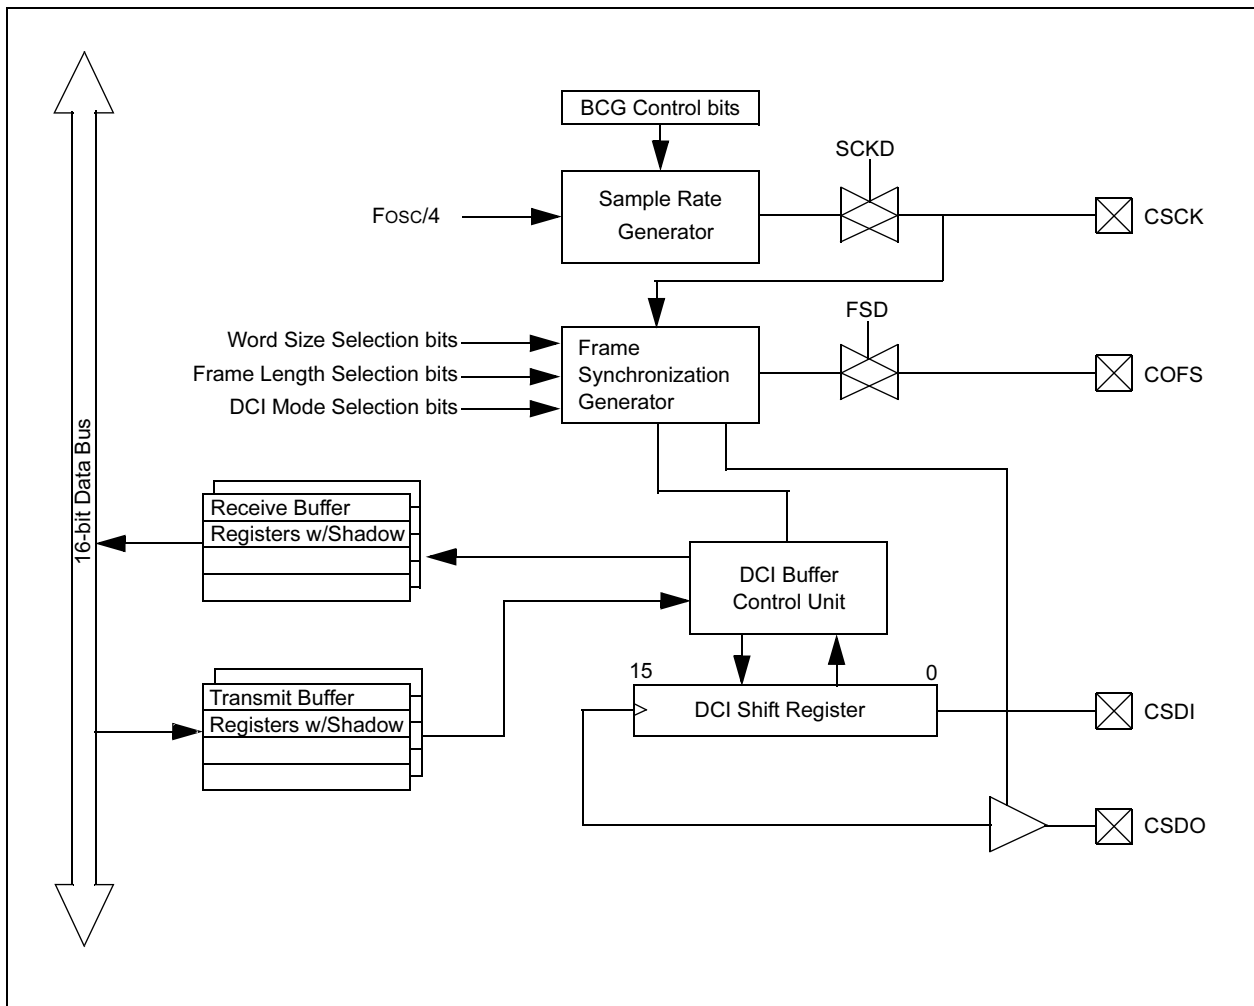 BCG Control bits
SCKD
Sample Rate
Generator
FOSC/4
CSCK
FSD
Word Size Selection bits
Frame Length Selection bits
DCI Mode Selection bits
Frame
Synchronization
Generator
COFS
16-bit Data Bus
Receive Buffer
Registers w/Shadow
DCI Buffer
Control Unit
Transmit Buffer
Registers w/Shadow
15
0
DCI Shift Register
CSDI
CSDO